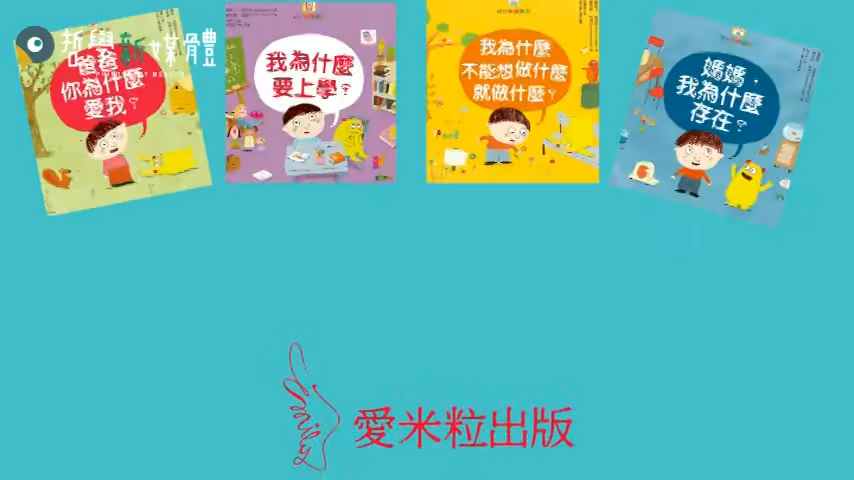 哲學新媒體
爸爸
你為什麼
愛我？
我為什麼
要上學？
我為什麼
不能想做什麼
就做什麼？
媽媽，
我為什麼
存在？
emily
愛米粒出版